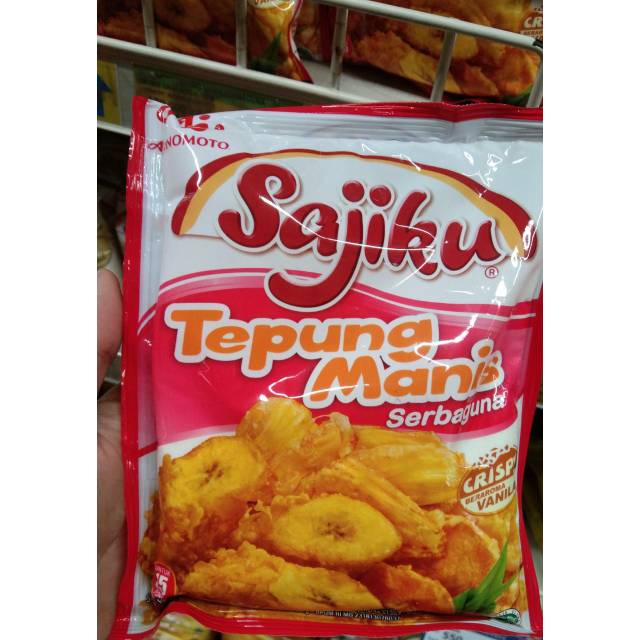 AJINOMOTO
Sajiku®
Tepung
Manis
Serbaguna
CRISPY
BERAROMA
VANILA